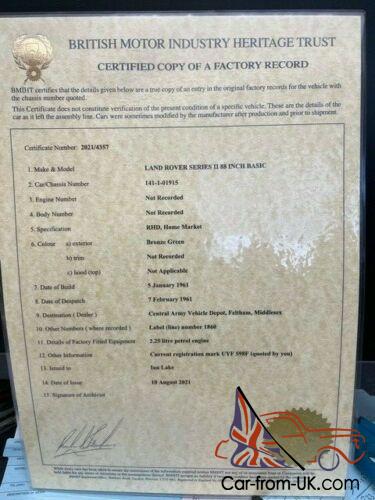 BRITISH MOTOR INDUSTRY HERITAGE TRUST
CERTIFIED COPY OF A FACTORY RECORD
BMIHT certifies that the details given below are a true copy of an entry in the original factory records for the vehicle with
the chassis number quoted.
This Certificate does not constitute verification of the present condition of a specific vehicle. These are the details of the
car as it left the assembly line. Cars were sometimes modified by the manufacturer after production and prior to shipment.
Certificate Number: 2021/4357
1. Make & Model LAND ROVER SERIES II 88 INCH BASIC
2. Car/Chassis Number 141-1-01915
3. Engine Number Not Recorded
4. Body Number Not Recorded
5. Specification RHD, Home Market
6. Colour a) exterior Bronze Green
b) trim Not Recorded
c) hood (top) Not Applicable
7. Date of Build 5 January 1961
8. Date of Despatch 7 February 1961
9. Destination (Dealer) Central Army Vehicle Depot, Feltham, Middlesex
10. Other Numbers (where recorded) Label (line) number 1860
11. Details of Factory Fitted Equipment 2.25 litre petrol engine
12. Other Information Current registration mark UYF 598F (quoted by you)
13. Issued to Ian Lake
14. Date of Issue 10 August 2021
15. Signature of Archivist
Car-from-UK.com